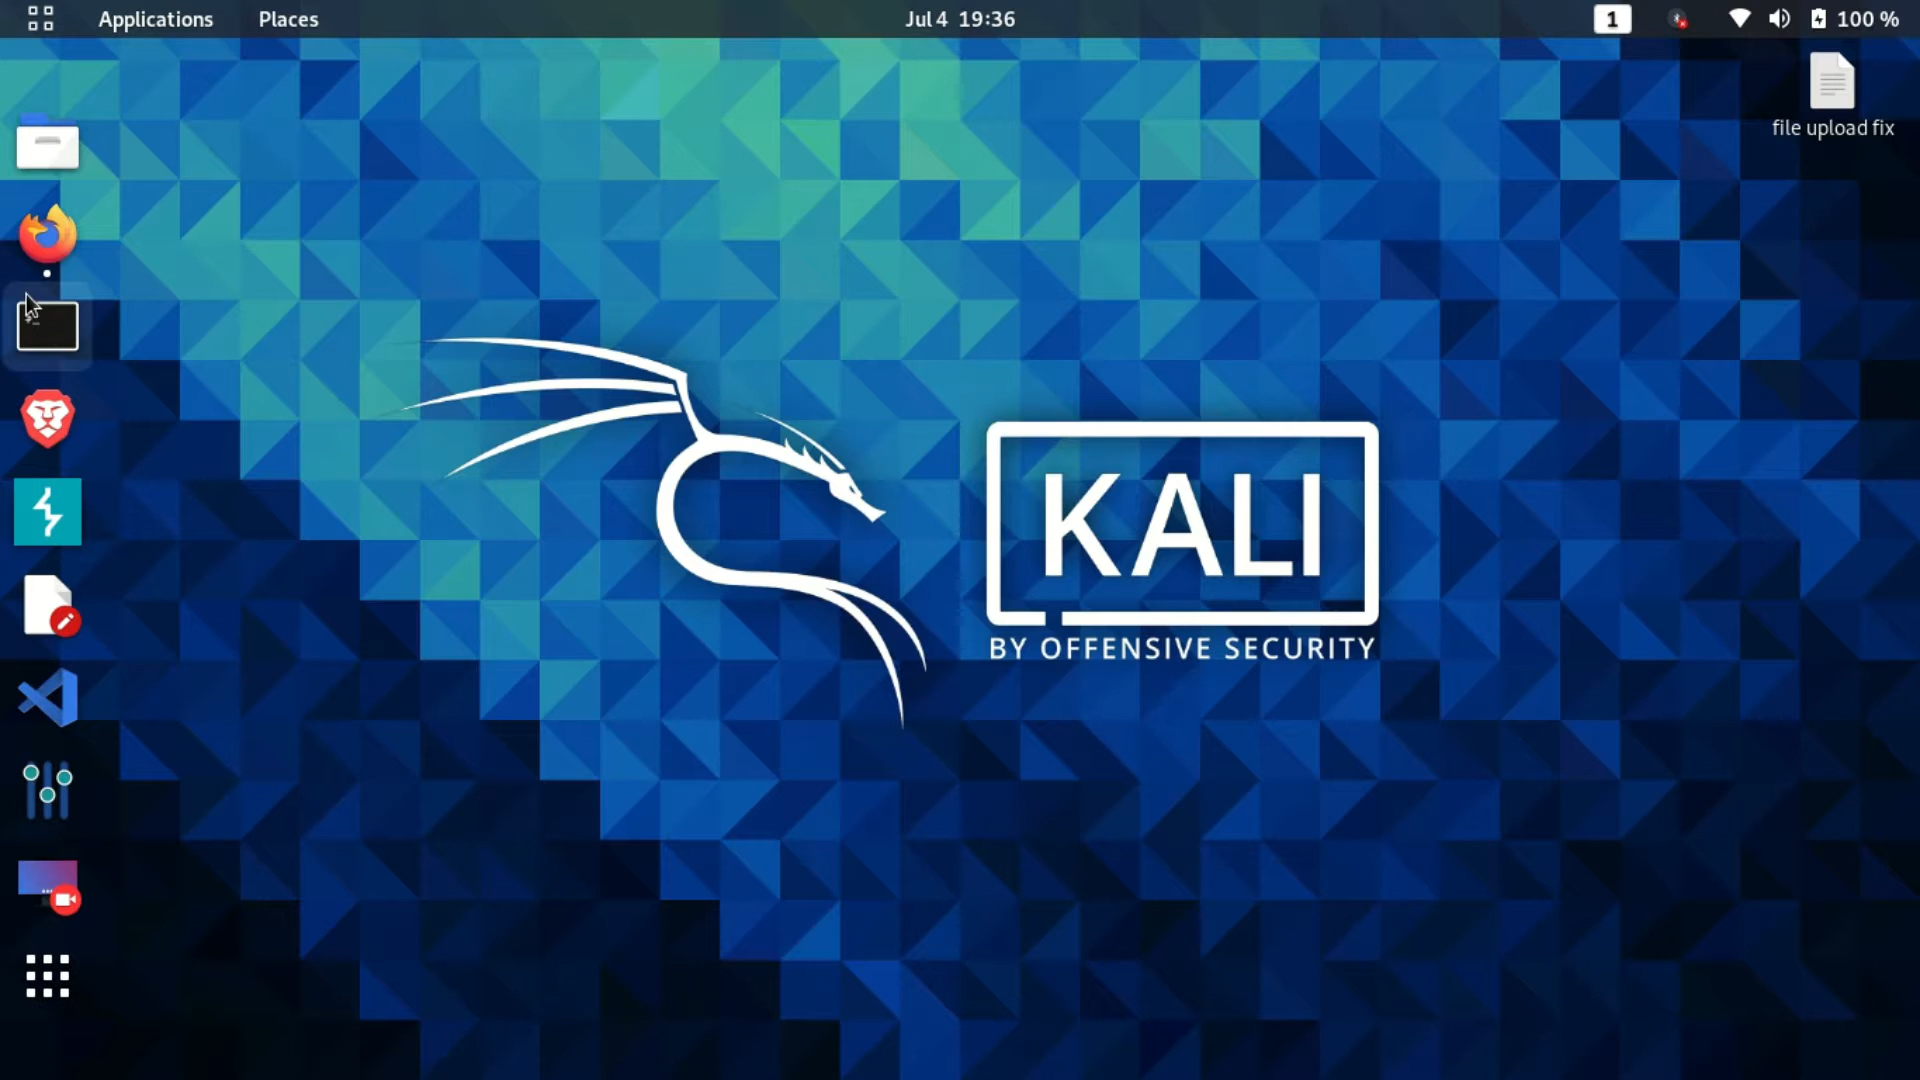 Applications Places Jul 4 19:36 1 100 %
file upload fix
$_
KALI
BY OFFENSIVE SECURITY